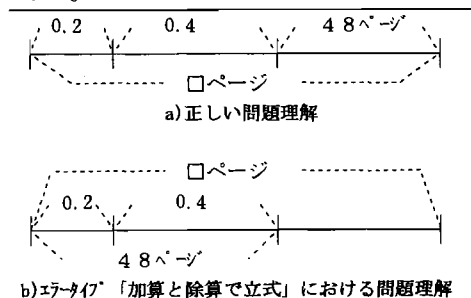 0.2 0.4 48ページ
□ページ
a)正しい問題理解
□ページ
0.2 0.4
48ページ
b)エラータイプ「加算と除算で立式」における問題理解